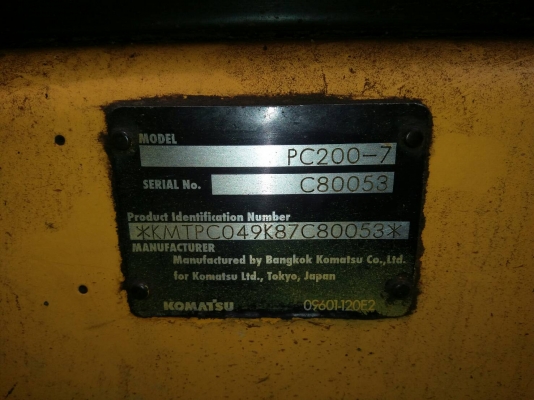 MODEL
PC200-7
SERIAL No. C80053
Product Identification Number
*KMTPC049K87C80053*
MANUFACTURER
Manufactured by Bangkok Komatsu Co.,Ltd.
for Komatsu Ltd., Tokyo, Japan
KOMATSU 09601-120E2